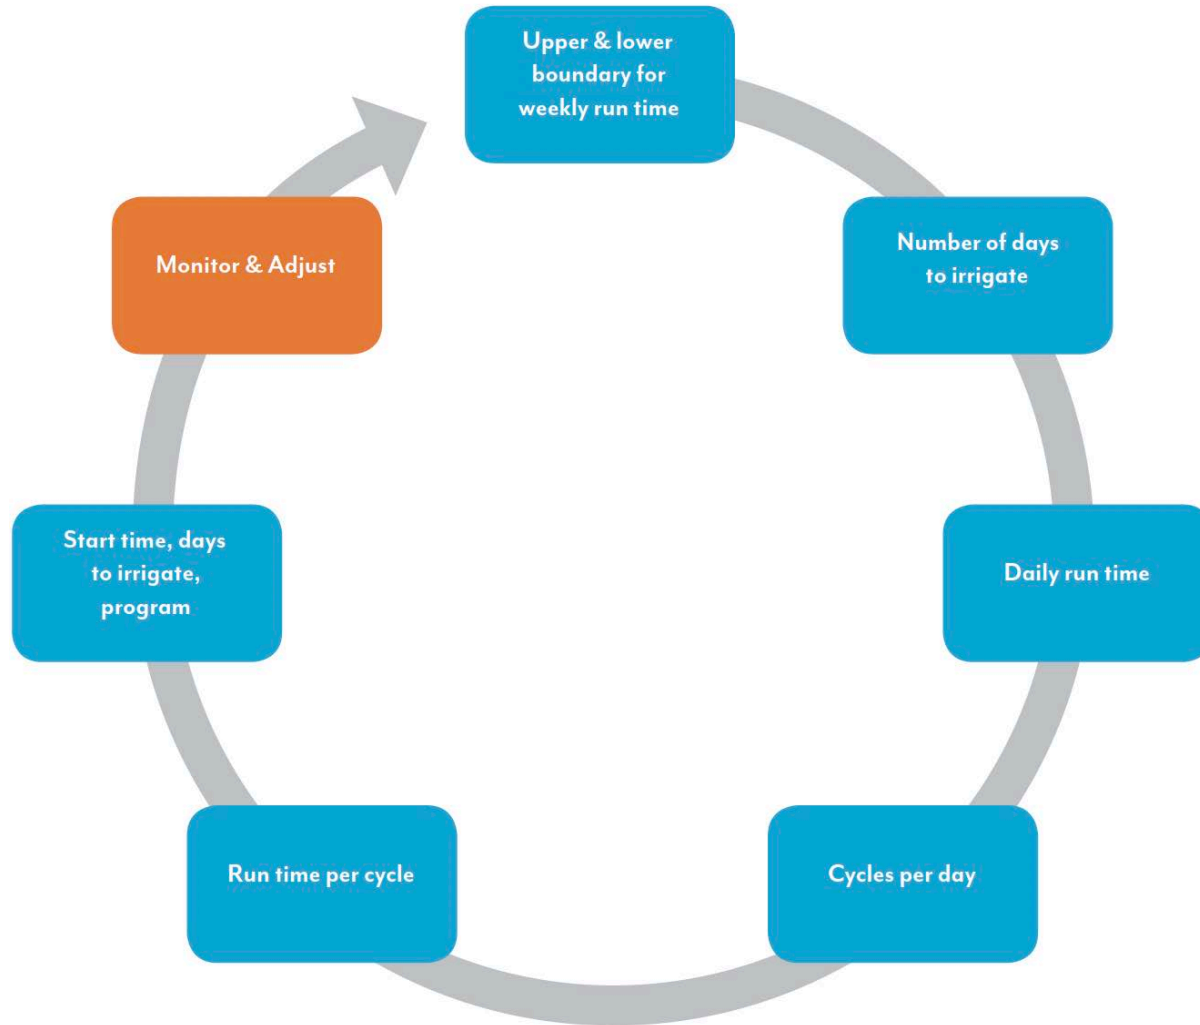 Upper & lower
boundary for
weekly run time
Number of days
to irrigate
Daily run time
Cycles per day
Run time per cycle
Start time, days
to irrigate,
program
Monitor & Adjust